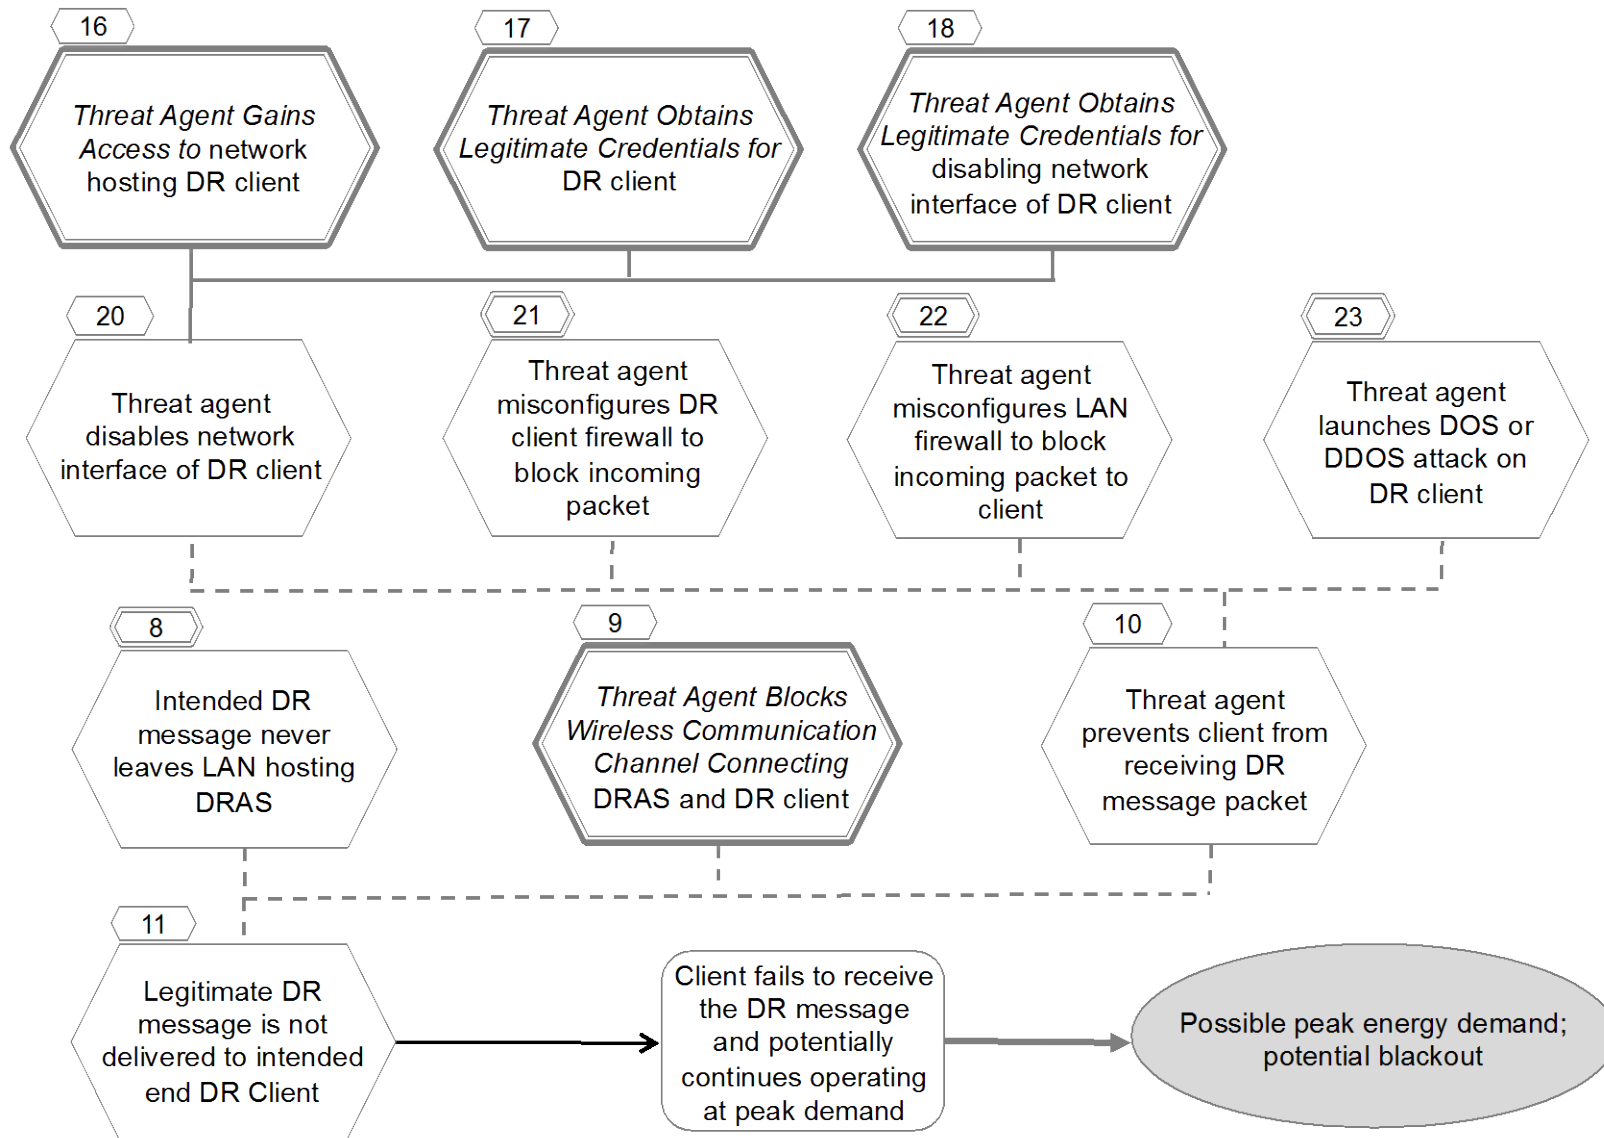 16
Threat Agent Gains
Access to network
hosting DR client
17
Threat Agent Obtains
Legitimate Credentials for
DR client
18
Threat Agent Obtains
Legitimate Credentials for
disabling network
interface of DR client
20
Threat agent
disables network
interface of DR client
21
Threat agent
misconfigures DR
client firewall to
block incoming
packet
22
Threat agent
misconfigures LAN
firewall to block
incoming packet to
client
23
Threat agent
launches DOS or
DDOS attack on
DR client
8
Intended DR
message never
leaves LAN hosting
DRAS
9
Threat Agent Blocks
Wireless Communication
Channel Connecting
DRAS and DR client
10
Threat agent
prevents client from
receiving DR
message packet
11
Legitimate DR
message is not
delivered to intended
end DR Client
Client fails to receive
the DR message
and potentially
continues operating
at peak demand
Possible peak energy demand;
potential blackout